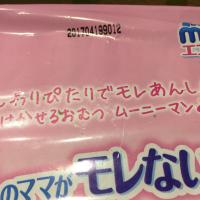 201704199012
おりぴたりでモレあんし
はかせるおむつ ムーニーマン
のママが モレない